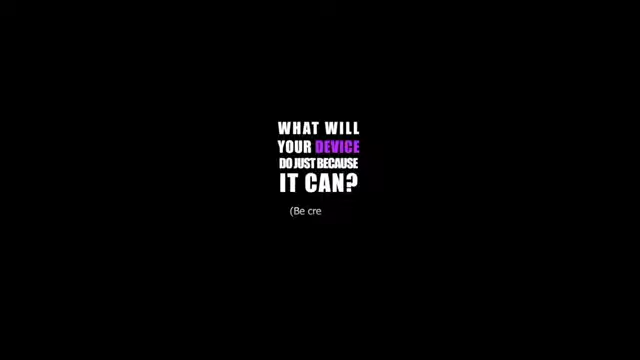 WHAT WILL
YOUR DEVICE
DO JUST BECAUSE
IT CAN?
(Be cre